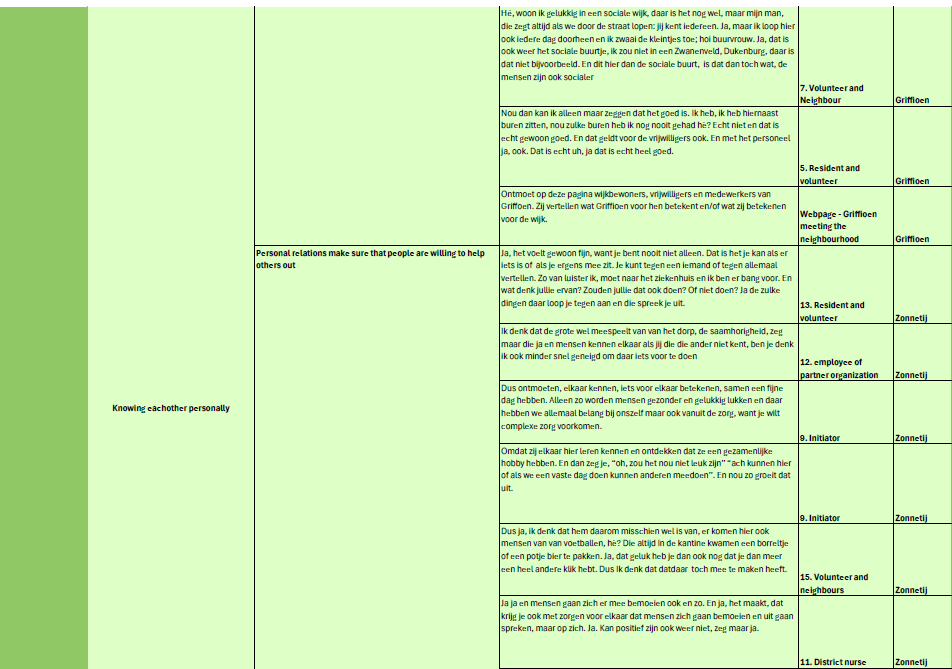 Hé, woon ik gelukkig in een sociale wijk, daar is het nog wel, maar mijn man,
die zegt altijd als we door de straat lopen: jij kent iedereen. Ja, maar ik loop hier
ook iedere dag doorheen en ik zwaai de kleintjes toe; hoi buurvrouw. Ja, dat is
ook weer het sociale buurtje, ik zou niet in een Zwanenveld, Dukenburg, daar is
dat niet bijvoorbeeld. En dit hier dan de sociale buurt, is dat dan toch wat, de
mensen zijn ook socialer
7. Volunteer and
Neighbour
Griffioen
Nou dan kan ik alleen maar zeggen dat het goed is. Ik heb, ik heb hiernaast
buren zitten, nou zulke buren heb ik nog nooit gehad hè? Echt niet en dat is
echt gewoon goed. En dat geldt voor de vrijwilligers ook. En met het personeel
ja, ook. Dat is echt uh, ja dat is echt heel goed.
5. Resident and
volunteer
Griffioen
Ontmoet op deze pagina wijkbewoners, vrijwilligers en medewerkers van
Griffoen. Zij vertellen wat Griffioen voor hen betekent en/of wat zij betekenen
voor de wijk.
Webpage - Griffioen
meeting the
neighbourhood
Griffioen
Knowing eachother personally
Personal relations make sure that people are willing to help
others out
Ja, het voelt gewoon fijn, want je bent nooit niet alleen. Dat is het je kan als er
iets is of als je ergens mee zit. Je kunt tegen een iemand of tegen allemaal
vertellen. Zo van luister ik, moet naar het ziekenhuis en ik ben er bang voor. En
wat denk jullie ervan? Zouden jullie dat ook doen? Of niet doen? Ja de zulke
dingen daar loop je tegen aan en die spreek je uit.
13. Resident and
volunteer
Zonnetij
Ik denk dat de grote wel meespeelt van van het dorp, de saamhorigheid, zeg
maar die ja en mensen kennen elkaar als jij die die ander niet kent, ben je denk
ik ook minder snel geneigd om daar iets voor te doen
12. employee of
partner organization
Zonnetij
Dus ontmoeten, elkaar kennen, iets voor elkaar betekenen, samen een fijne
dag hebben. Alleen zo worden mensen gezonder en gelukkig lukken en daar
hebben we allemaal belang bij onszelf maar ook vanuit de zorg, want je wilt
complexe zorg voorkomen.
9. Initiator
Zonnetij
Omdat zij elkaar hier leren kennen en ontdekken dat ze een gezamenlijke
hobby hebben. En dan zeg je, “oh, zou het nou niet leuk zijn” “ach kunnen hier
of als we een vaste dag doen kunnen anderen meedoen”. En nou zo groeit dat
uit.
9. Initiator
Zonnetij
Dus ja, ik denk dat hem daarom misschien wel is van, er komen hier ook
mensen van van voetballen, hè? Die altijd in de kantine kwamen een borreltje
of een potje bier te pakken. Ja, dat geluk heb je dan ook nog dat je dan meer
een heel andere klik hebt. Dus Ik denk dat datdaar toch mee te maken heeft.
15. Volunteer and
neighbours
Zonnetij
Ja ja en mensen gaan zich er mee bemoeien ook en zo. En ja, het maakt, dat
krijg je ook met zorgen voor elkaar dat mensen zich gaan bemoeien en uit gaan
spreken, maar op zich. Ja. Kan positief zijn ook weer niet, zeg maar ja.
11. District nurse
Zonnetij